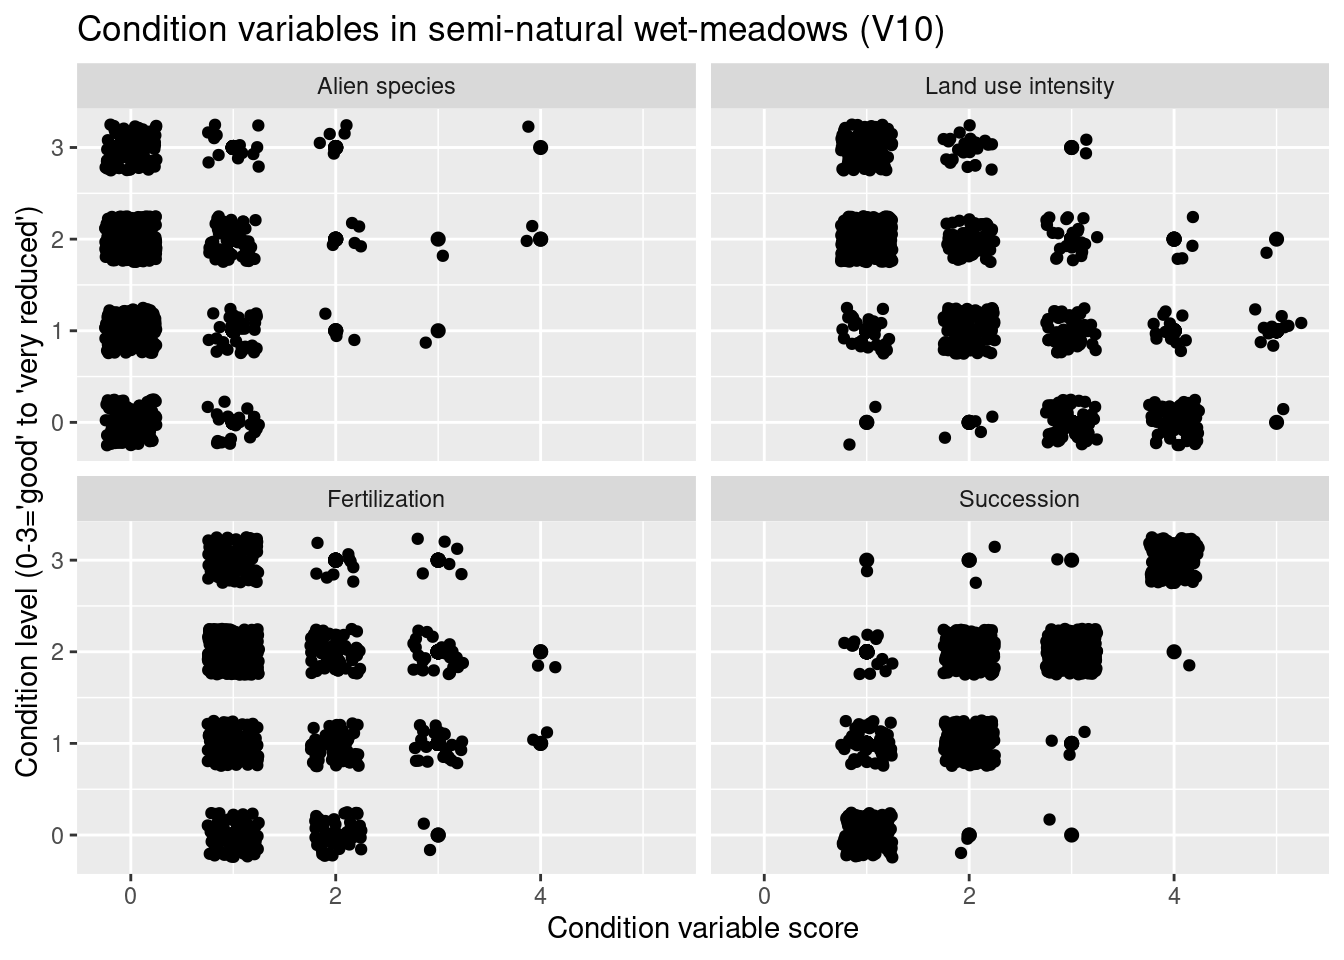 Condition variables in semi-natural wet-meadows (V10)
Alien species
Land use intensity
3
2
1
0
Fertilization
Succession
3
2
1
0
0
2
4
0
2
4
Condition variable score
Condition level (0-3='good' to 'very reduced')